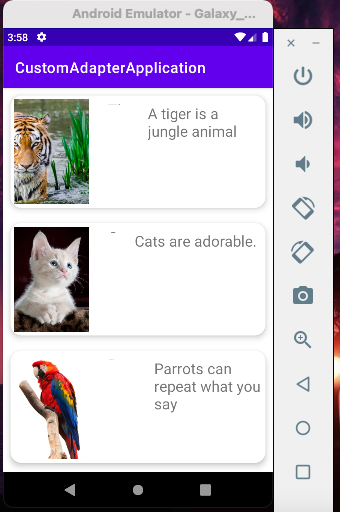 Android Emulator - Galaxy_...
3:58
CustomAdapterApplication
A tiger is a
jungle animal
Cats are adorable.
Parrots can
repeat what you
say